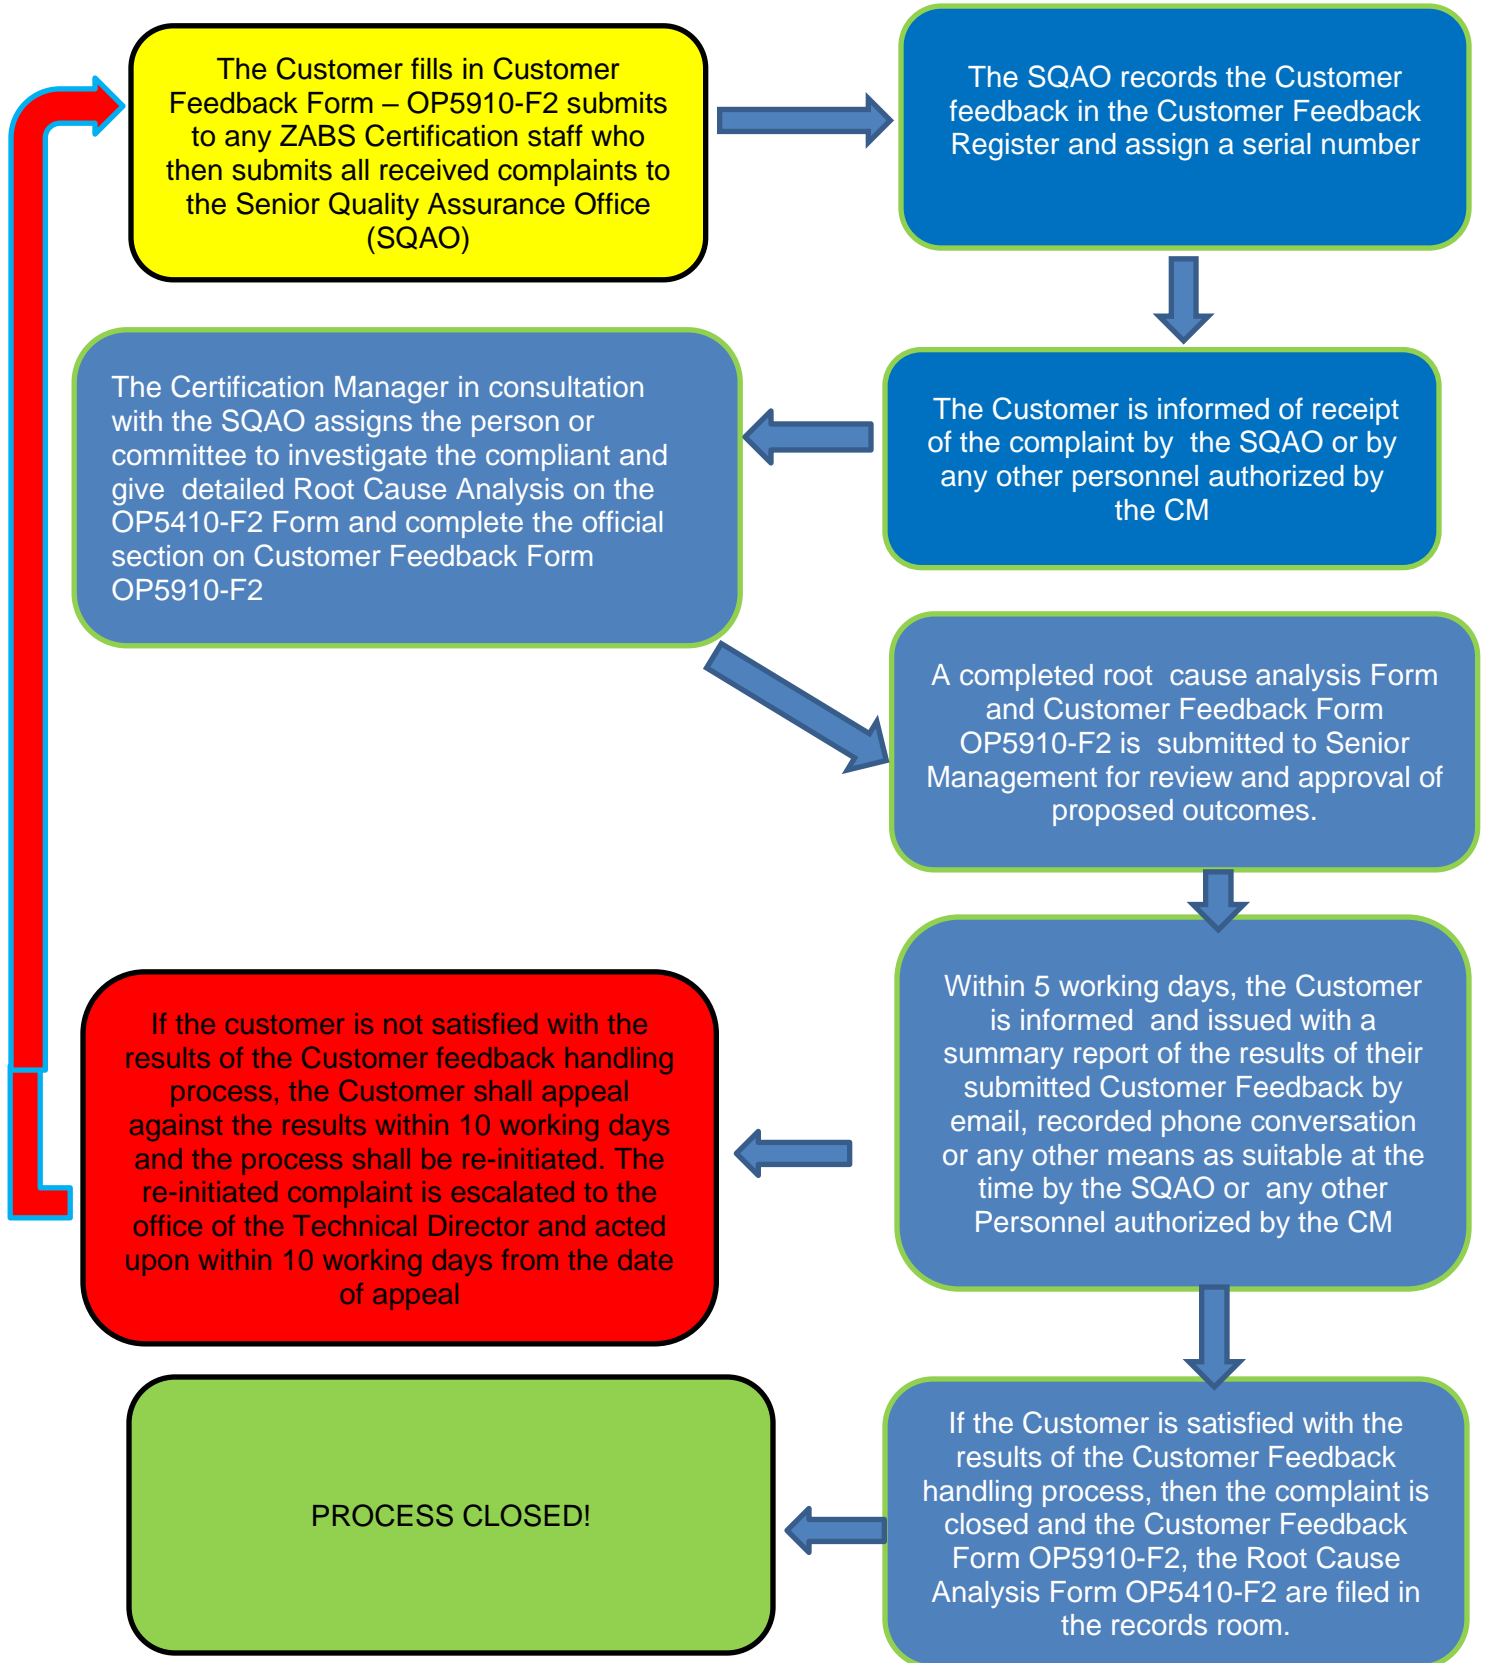 The Customer fills in Customer
Feedback Form – OP5910-F2 submits
to any ZABS Certification staff who
then submits all received complaints to
the Senior Quality Assurance Office
(SQAO)
The SQAO records the Customer
feedback in the Customer Feedback
Register and assign a serial number
The Customer is informed of receipt
of the complaint by the SQAO or by
any other personnel authorized by
the CM
The Certification Manager in consultation
with the SQAO assigns the person or
committee to investigate the compliant and
give detailed Root Cause Analysis on the
OP5410-F2 Form and complete the official
section on Customer Feedback Form
OP5910-F2
A completed root cause analysis Form
and Customer Feedback Form
OP5910-F2 is submitted to Senior
Management for review and approval of
proposed outcomes.
Within 5 working days, the Customer
is informed and issued with a
summary report of the results of their
submitted Customer Feedback by
email, recorded phone conversation
or any other means as suitable at the
time by the SQAO or any other
Personnel authorized by the CM
If the customer is not satisfied with the
results of the Customer feedback handling
process, the Customer shall appeal
against the results within 10 working days
and the process shall be re-initiated. The
re-initiated complaint is escalated to the
office of the Technical Director and acted
upon within 10 working days from the date
of appeal
If the Customer is satisfied with the
results of the Customer Feedback
handling process, then the complaint is
closed and the Customer Feedback
Form OP5910-F2, the Root Cause
Analysis Form OP5410-F2 are filed in
the records room.
PROCESS CLOSED!